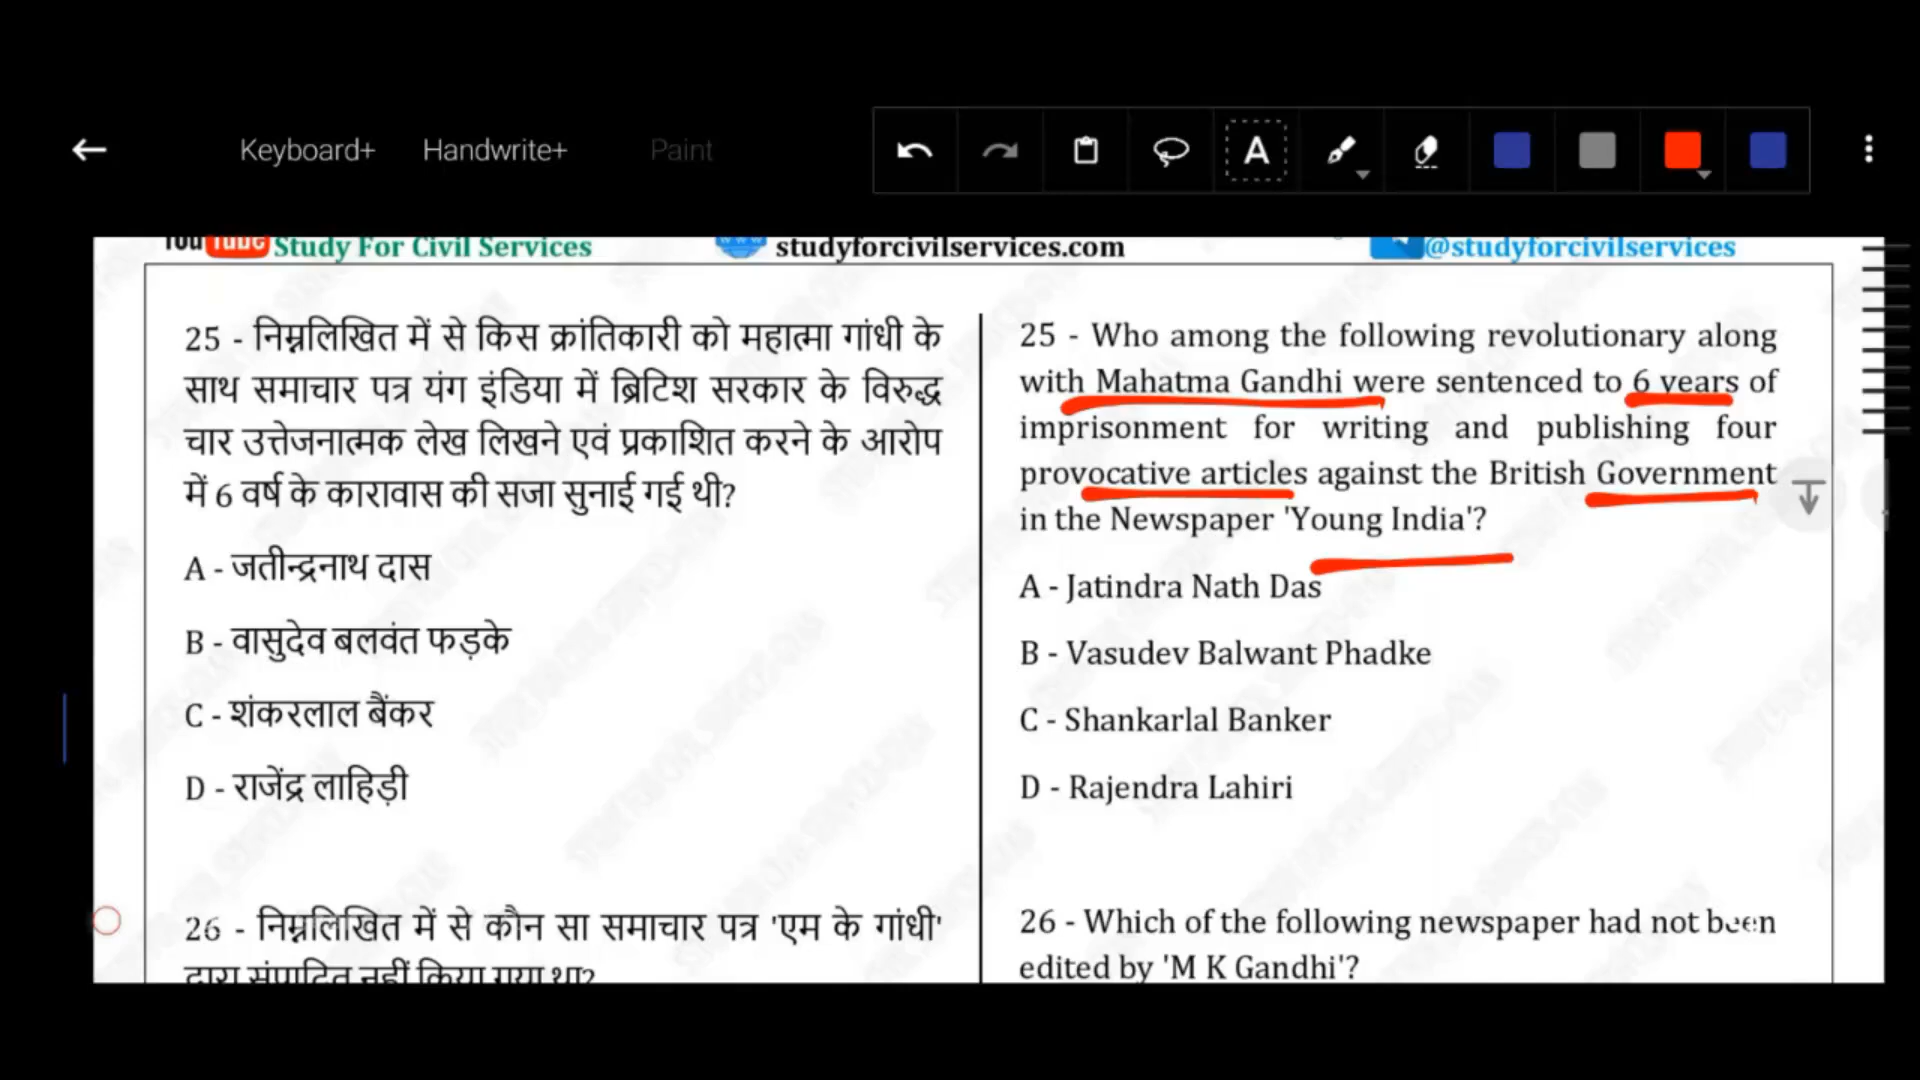 Keyboard+ Handwrite+ Paint A
YouTube Study For Civil Services studyforcivilservices.com @studyforcivilservices
25 - निम्नलिखित में से किस क्रांतिकारी को महात्मा गांधी के
साथ समाचार पत्र यंग इंडिया में ब्रिटिश सरकार के विरुद्ध
चार उत्तेजनात्मक लेख लिखने एवं प्रकाशित करने के आरोप
में 6 वर्ष के कारावास की सजा सुनाई गई थी?
A - जतीन्द्रनाथ दास
B - वासुदेव बलवंत फड़के
C - शंकरलाल बैंकर
D - राजेंद्र लाहिड़ी
26 - निम्नलिखित में से कौन सा समाचार पत्र 'एम के गांधी'
द्वारा संपादित नहीं किया गया था?
25 - Who among the following revolutionary along
with Mahatma Gandhi were sentenced to 6 years of
imprisonment for writing and publishing four
provocative articles against the British Government
in the Newspaper 'Young India'?
A - Jatindra Nath Das
B - Vasudev Balwant Phadke
C - Shankarlal Banker
D - Rajendra Lahiri
26 - Which of the following newspaper had not been
edited by 'M K Gandhi'?